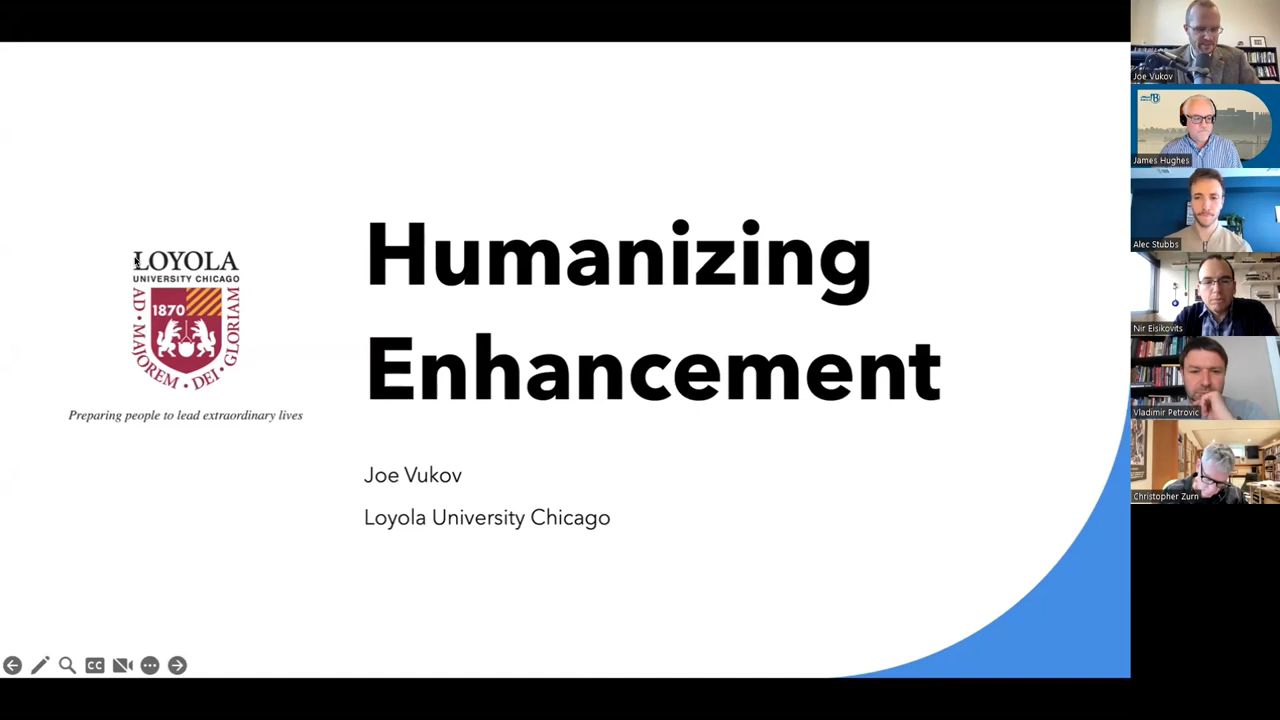 LOYOLA
UNIVERSITY CHICAGO
1870
AD • MAJOREM • DEI • GLORIAM
Preparing people to lead extraordinary lives
Humanizing
Enhancement
Joe Vukov
Loyola University Chicago
CC
Joe Vukov
James Hughes
Alec Stubbs
Nir Eisikovits
Vladimir Petrovic
Christopher Zurn